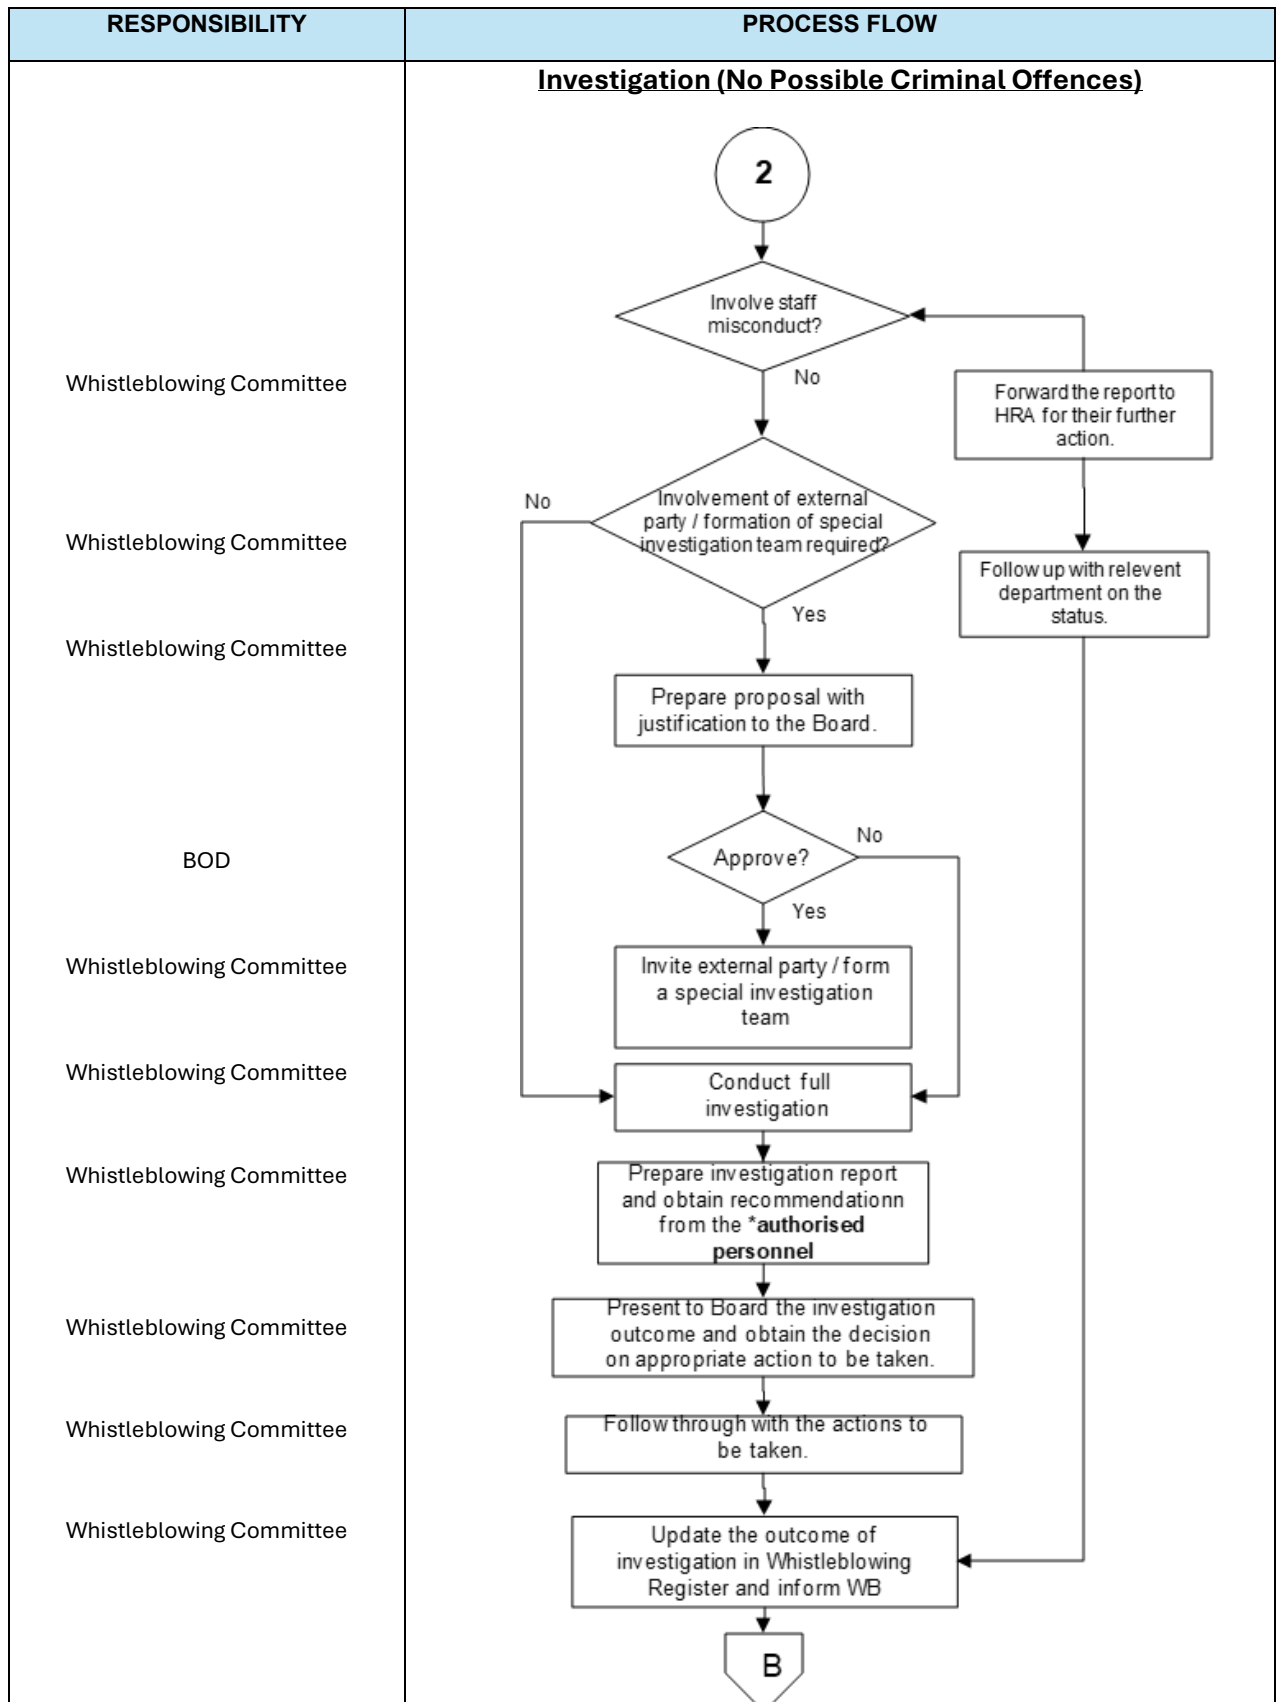 RESPONSIBILITY
PROCESS FLOW
Investigation (No Possible Criminal Offences)
2
Involve staff
misconduct?
No
Whistleblowing Committee
Forward the report to
HRA for their further
action.
No
Involvement of external
party / formation of special
investigation team required?
Whistleblowing Committee
Follow up with relevent
department on the
status.
Yes
Whistleblowing Committee
Prepare proposal with
justification to the Board.
No
BOD
Approve?
Yes
Whistleblowing Committee
Invite external party / form
a special investigation
team
Whistleblowing Committee
Conduct full
investigation
Whistleblowing Committee
Prepare investigation report
and obtain recommendationn
from the *authorised
personnel
Whistleblowing Committee
Present to Board the investigation
outcome and obtain the decision
on appropriate action to be taken.
Whistleblowing Committee
Follow through with the actions to
be taken.
Whistleblowing Committee
Update the outcome of
investigation in Whistleblowing
Register and inform WB
B